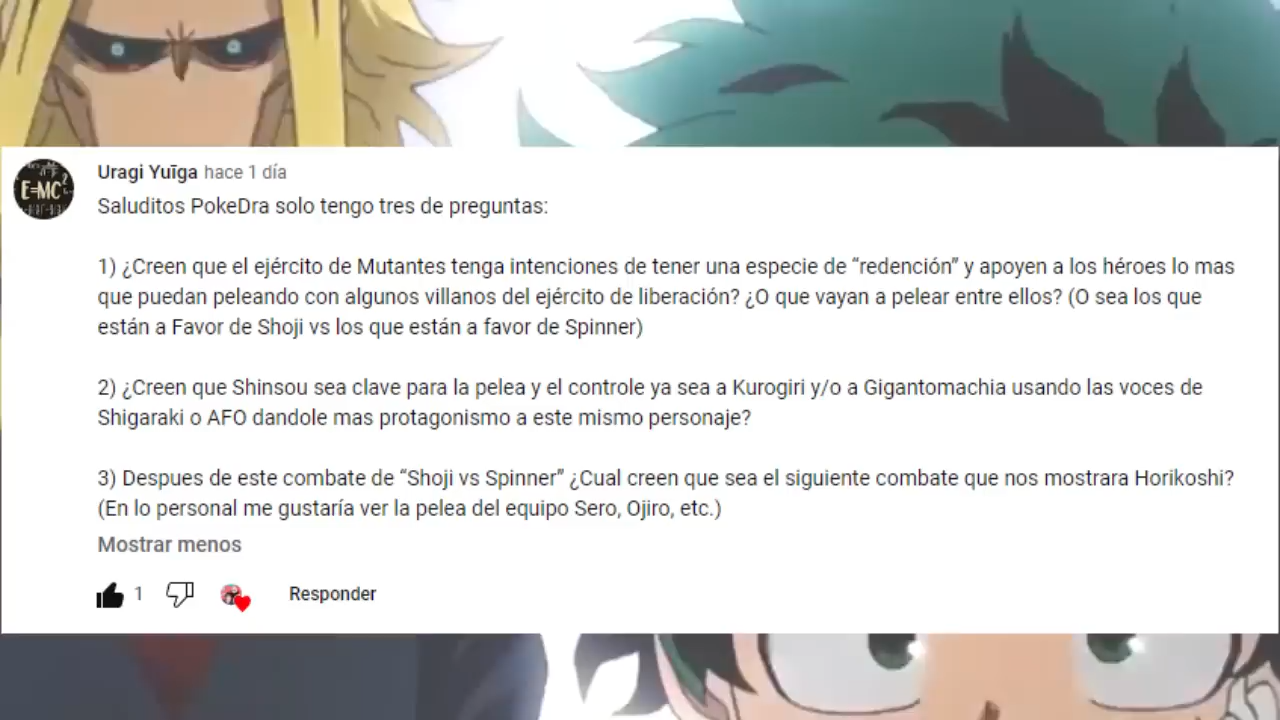 E=MC²
Uragi Yuīga hace 1 día
Saluditos PokeDra solo tengo tres de preguntas:
1) ¿Creen que el ejército de Mutantes tenga intenciones de tener una especie de “redención” y apoyen a los héroes lo mas
que puedan peleando con algunos villanos del ejército de liberación? ¿O que vayan a pelear entre ellos? (O sea los que
están a Favor de Shoji vs los que están a favor de Spinner)
2) ¿Creen que Shinsou sea clave para la pelea y el controle ya sea a Kurogiri y/o a Gigantomachia usando las voces de
Shigaraki o AFO dandole mas protagonismo a este mismo personaje?
3) Despues de este combate de “Shoji vs Spinner” ¿Cual creen que sea el siguiente combate que nos mostrara Horikoshi?
(En lo personal me gustaría ver la pelea del equipo Sero, Ojiro, etc.)
Mostrar menos
1 Responder